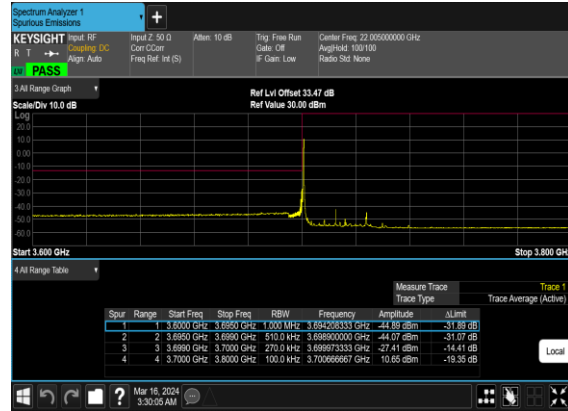 Spectrum Analyzer 1
Spurious Emissions
KEYSIGHT Input: RF Input Z: 50 Ω Atten: 10 dB Trig: Free Run Center Freq: 22.005000000 GHz
R T Coupling: DC Corr CCorr Gate: Off Avg|Hold: 100/100
Align: Auto Freq Ref: Int (S) IF Gain: Low Radio Std: None
PASS
3 All Range Graph
Ref Lvl Offset 33.47 dB
Scale/Div 10.0 dB Ref Value 30.00 dBm
Log
20.0
10.0
0.00
-10.0
-20.0
-30.0
-40.0
-50.0
-60.0
Start 3.600 GHz Stop 3.800 GHz
4 All Range Table
Measure Trace Trace 1
Trace Type Trace Average (Active)
Spur Range Start Freq Stop Freq RBW Frequency Amplitude ΔLimit
1 1 3.6000 GHz 3.6950 GHz 1.000 MHz 3.694208333 GHz -44.89 dBm -31.89 dB
2 2 3.6950 GHz 3.6990 GHz 510.0 kHz 3.698900000 GHz -44.07 dBm -31.07 dB
3 3 3.6990 GHz 3.7000 GHz 270.0 kHz 3.699973333 GHz -27.41 dBm -14.41 dB
4 4 3.7000 GHz 3.8000 GHz 100.0 kHz 3.700666667 GHz 10.65 dBm -19.35 dB
Local
Mar 16, 2024
3:30:05 AM